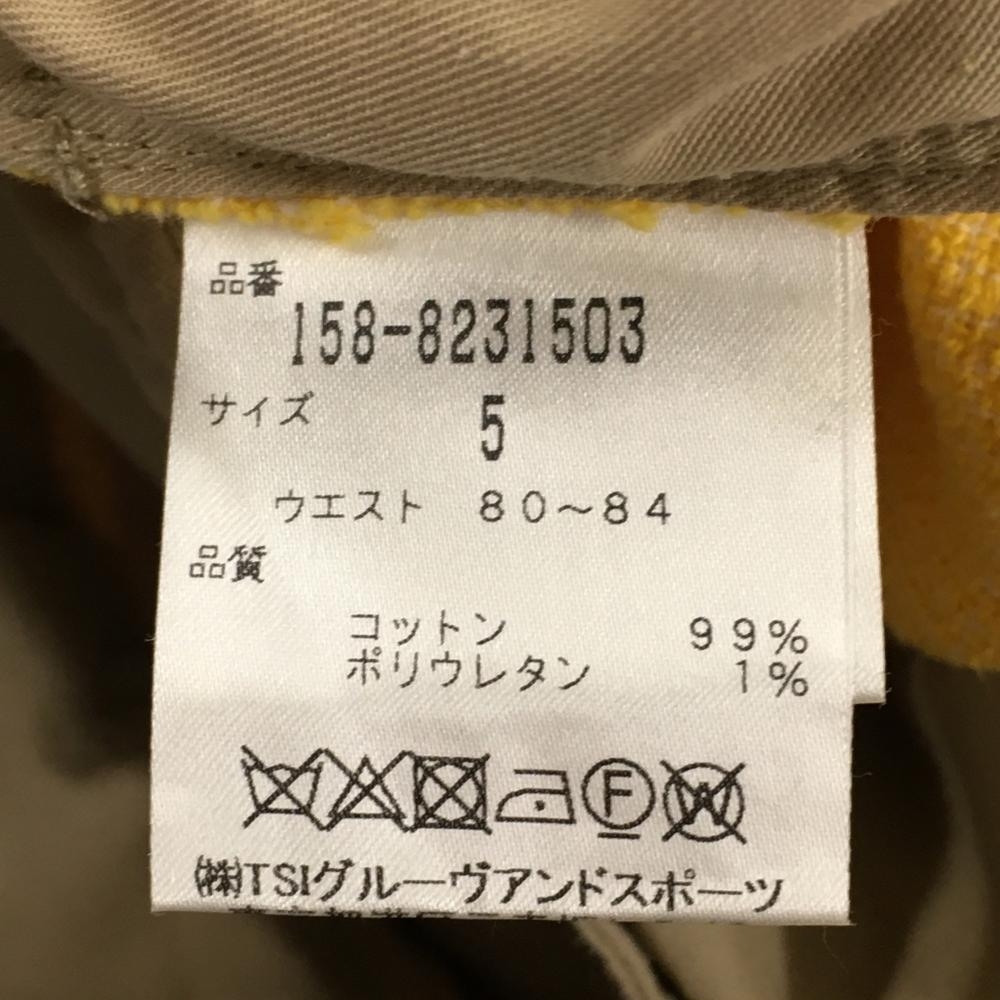 品番
158-8231503
サイズ 5
ウエスト 80～84
品質
コットン 99%
ポリウレタン 1%
F W
㈱TSIグルーヴアンドスポーツ